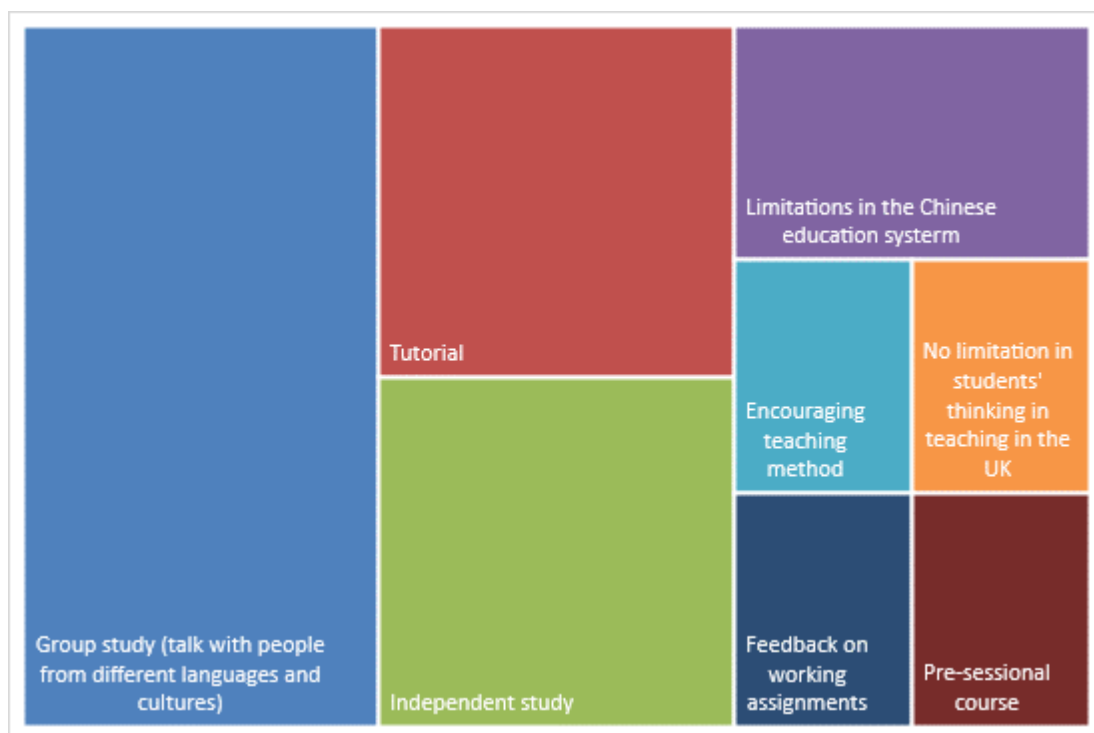 Group study (talk with people
from different languages and
cultures)
Tutorial
Independent study
Limitations in the Chinese
education systerm
Encouraging
teaching
method
No limitation in
students'
thinking in
teaching in the
UK
Feedback on
working
assignments
Pre-sessional
course